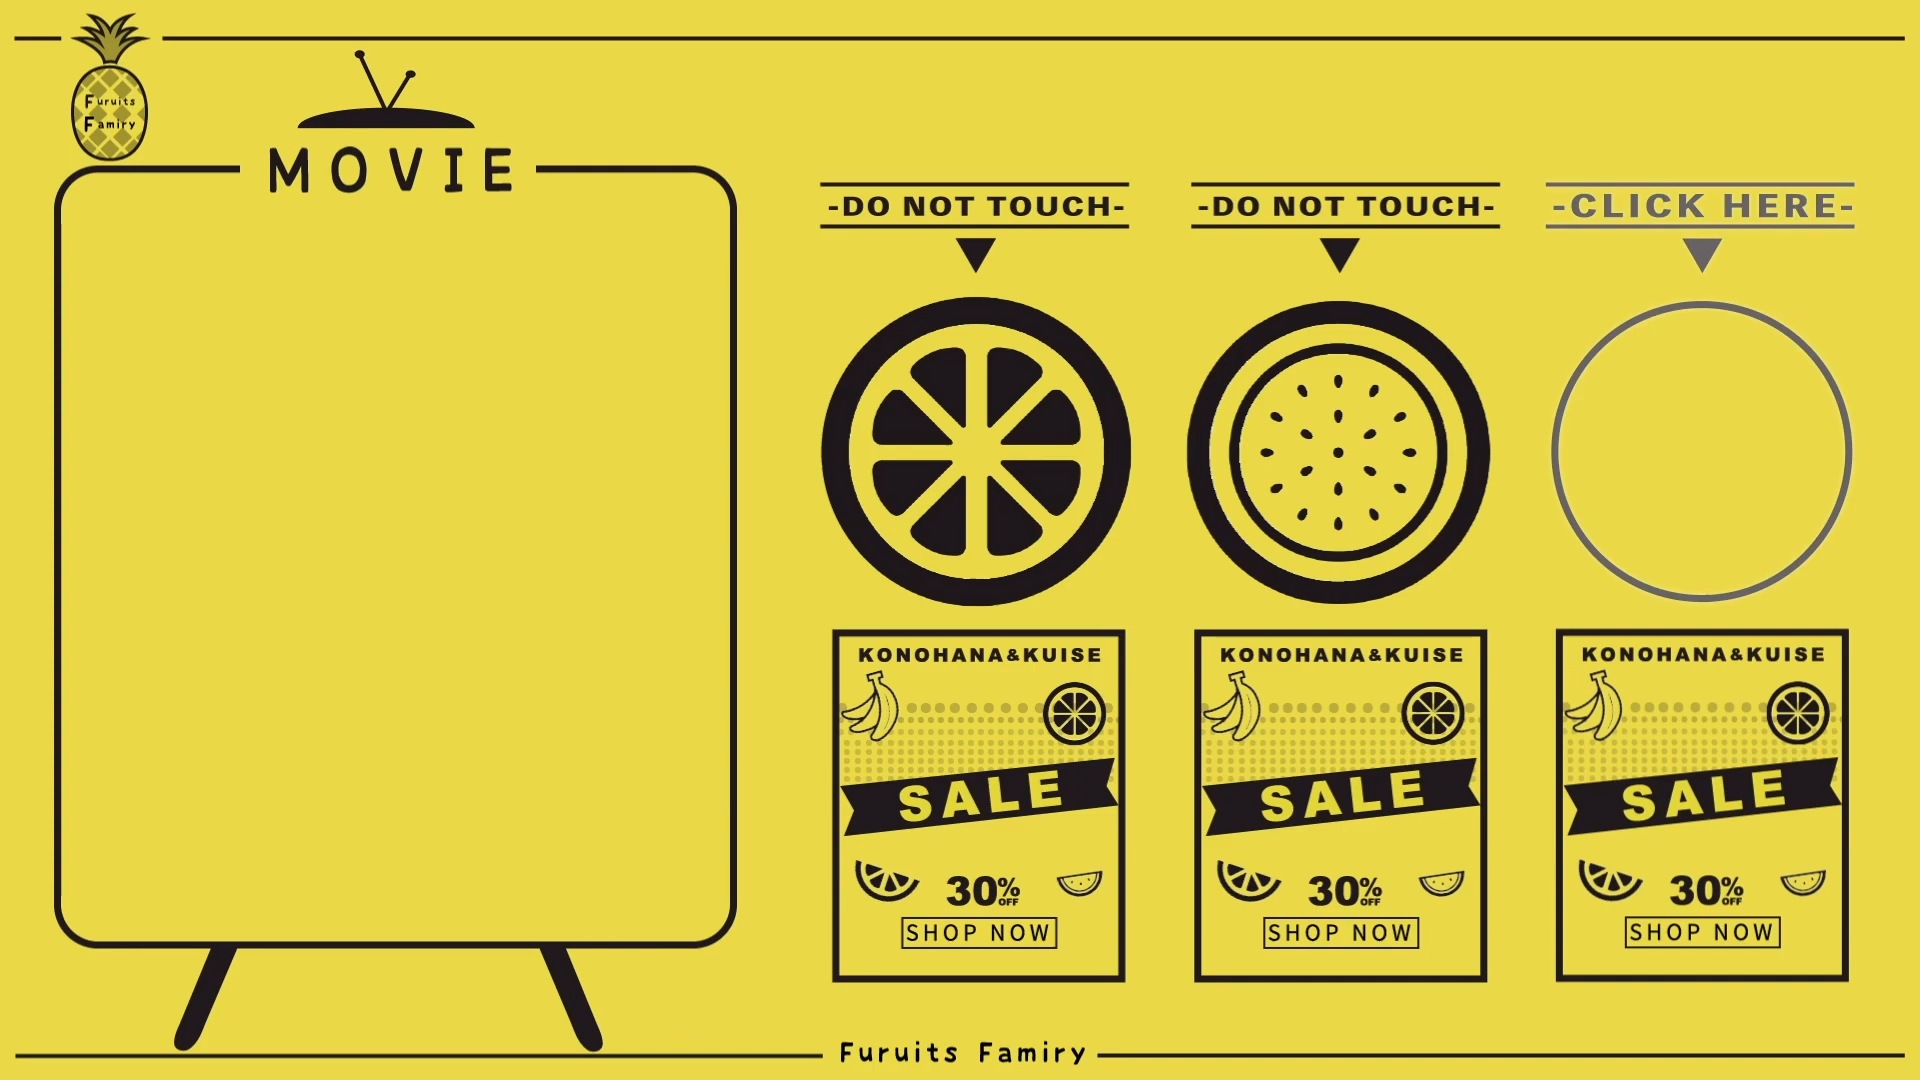 Furuits
Famiry
MOVIE
-DO NOT TOUCH-
-DO NOT TOUCH-
-CLICK HERE-
KONOHANA&KUISE
SALE
30%
OFF
SHOP NOW
KONOHANA&KUISE
SALE
30%
OFF
SHOP NOW
KONOHANA&KUISE
SALE
30%
OFF
SHOP NOW
Furuits Famiry